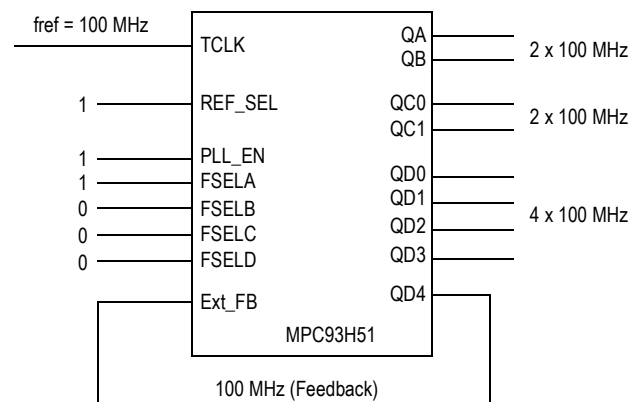 fref = 100 MHz
TCLK
QA
QB
2 x 100 MHz
1
REF_SEL
QC0
QC1
2 x 100 MHz
1
PLL_EN
1
FSELA
0
FSELB
0
FSELC
0
FSELD
QD0
QD1
QD2
QD3
4 x 100 MHz
Ext_FB
QD4
MPC93H51
100 MHz (Feedback)